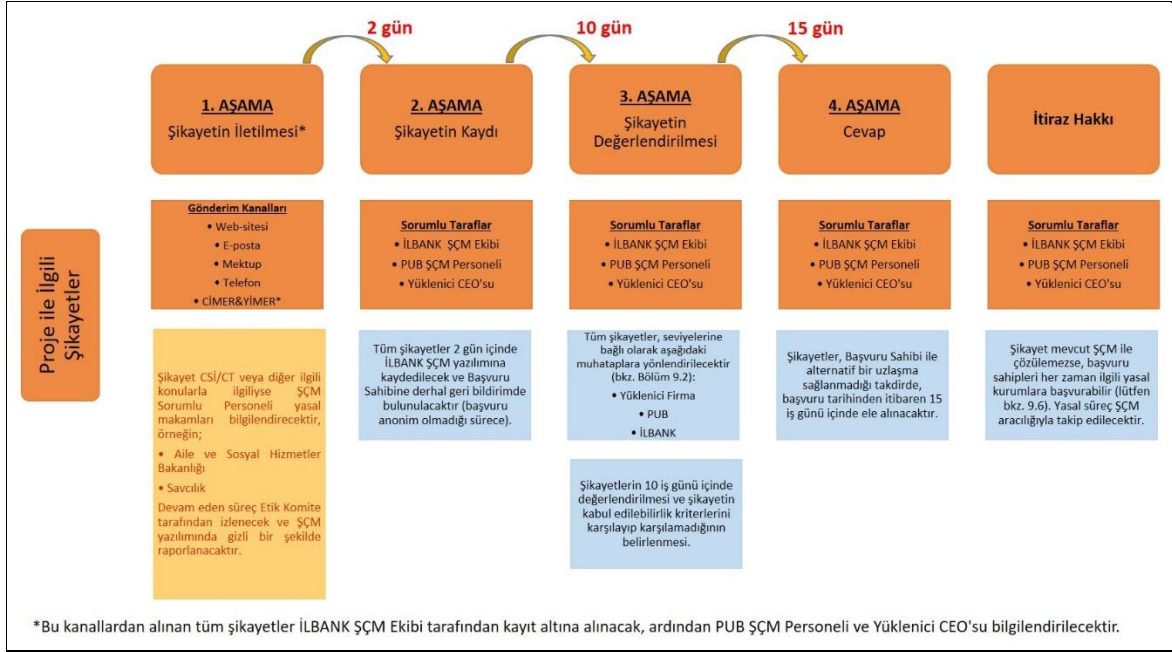 2 gün
10 gün
15 gün
1. AŞAMA
Şikayetin İletilmesi*
2. AŞAMA
Şikayetin Kaydı
3. AŞAMA
Şikayetin
Değerlendirilmesi
4. AŞAMA
Cevap
İtiraz Hakkı
Proje ile İlgili
Şikayetler
Gönderim Kanalları
• Web-sitesi
• E-posta
• Mektup
• Telefon
• CİMER&YİMER*
Sorumlu Taraflar
• İLBANK ŞÇM Ekibi
• PUB ŞÇM Personeli
• Yüklenici CEO'su
Sorumlu Taraflar
• İLBANK ŞÇM Ekibi
• PUB ŞÇM Personeli
• Yüklenici CEO'su
Sorumlu Taraflar
• İLBANK ŞÇM Ekibi
• PUB ŞÇM Personeli
• Yüklenici CEO'su
Sorumlu Taraflar
• İLBANK ŞÇM Ekibi
• PUB ŞÇM Personeli
• Yüklenici CEO'su
Şikayet CSİ/CT veya diğer ilgili
konularla ilgiliyse ŞÇM
Sorumlu Personeli yasal
makamları bilgilendirecektir,
örneğin;
• Aile ve Sosyal Hizmetler
Bakanlığı
• Savcılık
Devam eden süreç Etik Komite
tarafından izlenecek ve ŞÇM
yazılımında gizli bir şekilde
raporlanacaktır.
Tüm şikayetler 2 gün içinde
İLBANK ŞÇM yazılımına
kaydedilecek ve Başvuru
Sahibine derhal geri bildirimde
bulunulacaktır (başvuru
anonim olmadığı sürece).
Tüm şikayetler, seviyelerine
bağlı olarak aşağıdaki
muhataplara yönlendirilecektir
(bkz. Bölüm 9.2):
• Yüklenici Firma
• PUB
• İLBANK
Şikayetlerin 10 iş günü içinde
değerlendirilmesi ve şikayetin
kabul edilebilirlik kriterlerini
karşılayıp karşılamadığının
belirlenmesi.
Şikayetler, Başvuru Sahibi ile
alternatif bir uzlaşma
sağlanmadığı takdirde,
başvuru tarihinden itibaren 15
iş günü içinde ele alınacaktır.
Şikayet mevcut ŞÇM ile
çözülemezse, başvuru
sahipleri her zaman ilgili yasal
kurumlara başvurabilir (lütfen
bkz. 9.6). Yasal süreç ŞÇM
aracılığıyla takip edilecektir.
*Bu kanallardan alınan tüm şikayetler İLBANK ŞÇM Ekibi tarafından kayıt altına alınacak, ardından PUB ŞÇM Personeli ve Yüklenici CEO'su bilgilendirilecektir.